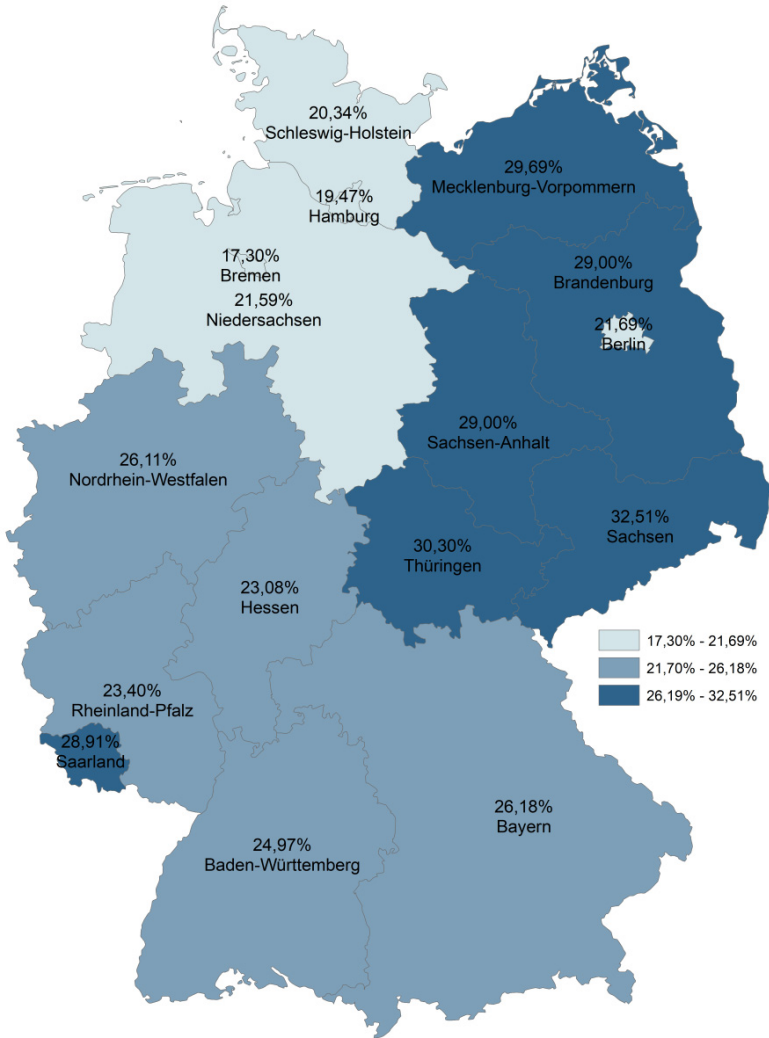 20,34%
Schleswig-Holstein
29,69%
Mecklenburg-Vorpommern
19,47%
Hamburg
17,30%
Bremen
29,00%
Brandenburg
21,59%
Niedersachsen
21,69%
Berlin
29,00%
Sachsen-Anhalt
26,11%
Nordrhein-Westfalen
32,51%
Sachsen
30,30%
Thüringen
23,08%
Hessen
17,30% - 21,69%
21,70% - 26,18%
26,19% - 32,51%
23,40%
Rheinland-Pfalz
28,91%
Saarland
26,18%
Bayern
24,97%
Baden-Württemberg